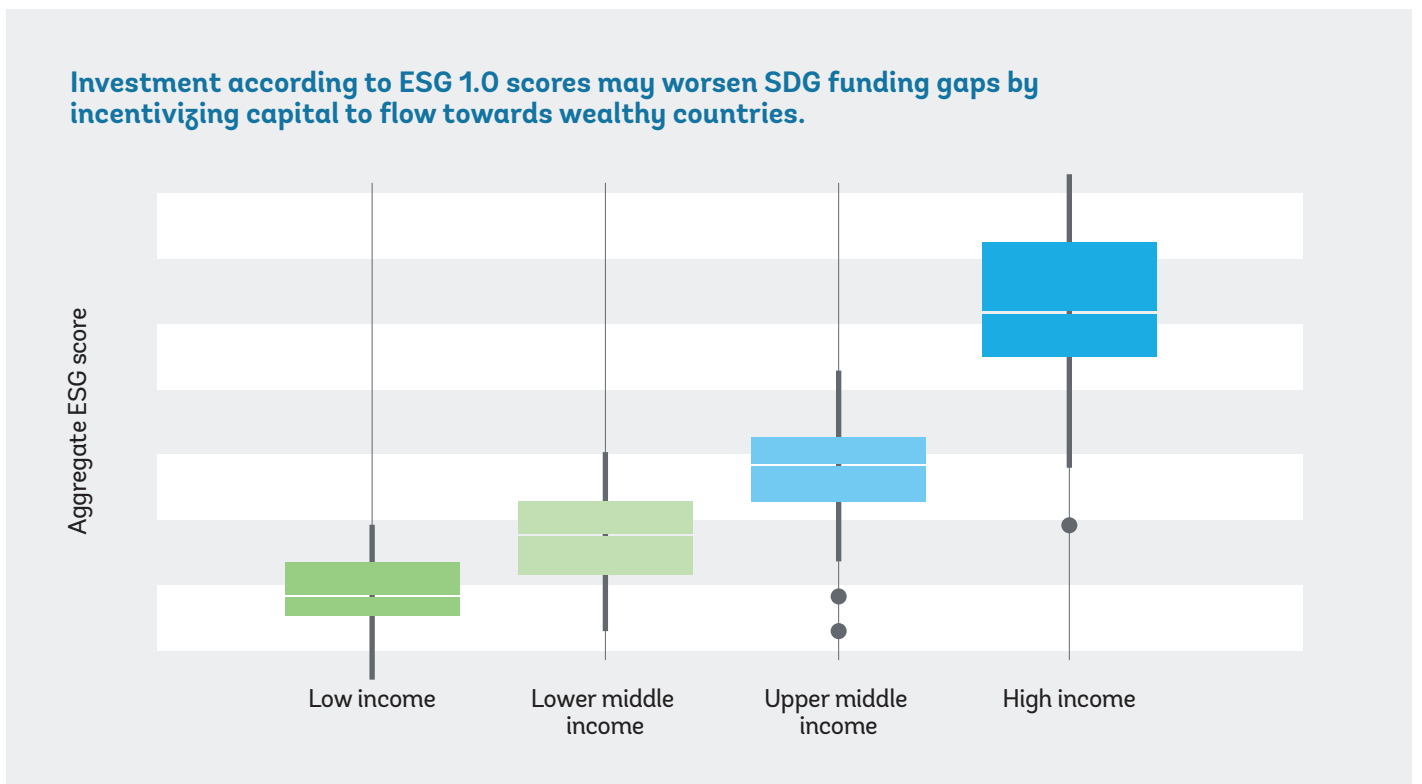 Investment according to ESG 1.0 scores may worsen SDG funding gaps by
incentivizing capital to flow towards wealthy countries.
Aggregate ESG score
Low income
Lower middle
income
Upper middle
income
High income